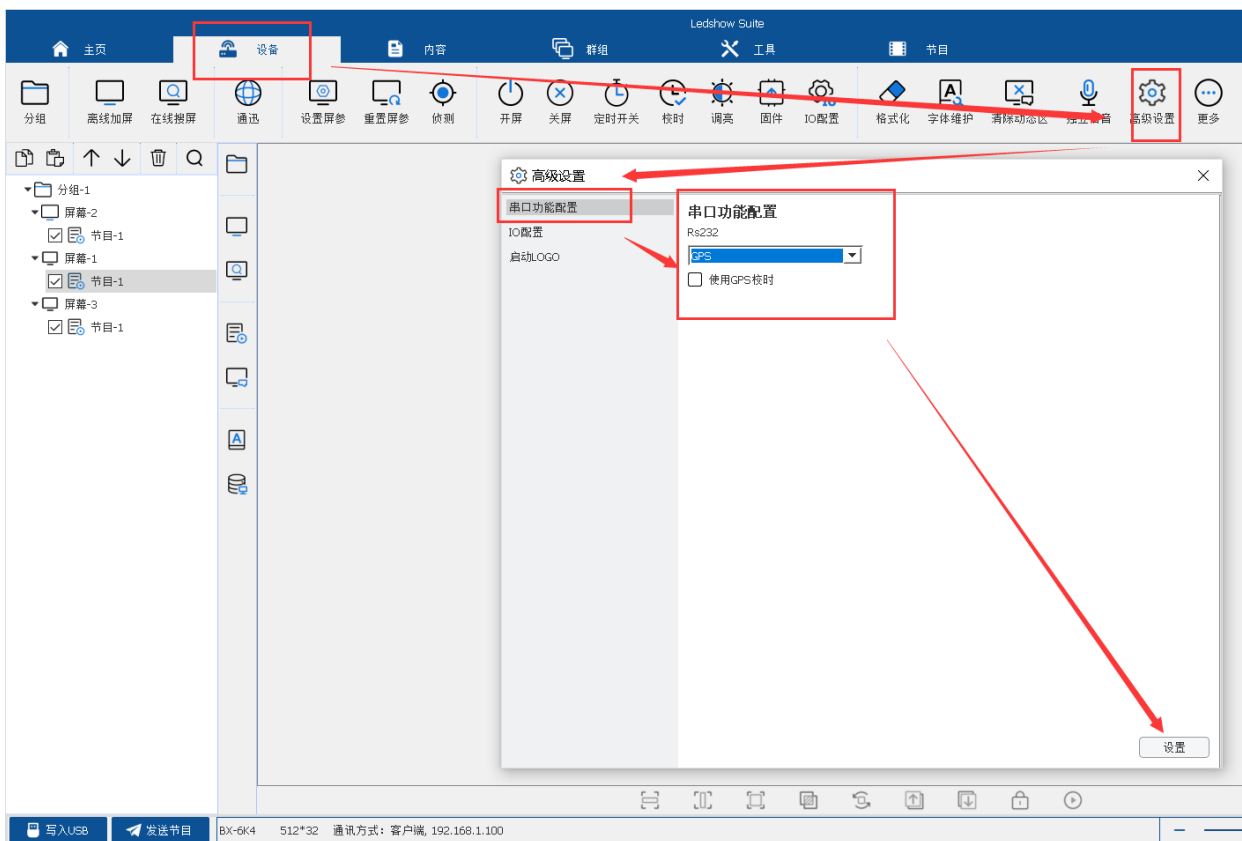 Ledshow Suite
主页
设备
内容
群组
工具
节目
分组
离线加屏
在线搜屏
通迅
设置屏参
重置屏参
侦测
开屏
关屏
定时开关
校时
调亮
固件
IO配置
格式化
字体维护
清除动态区
独立语音
高级设置
更多
分组-1
屏幕-2
节目-1
屏幕-1
节目-1
屏幕-3
节目-1
高级设置
串口功能配置
IO配置
启动LOGO
串口功能配置
Rs232
GPS
使用GPS校时
设置
写入USB
发送节目
BX-6K4 512*32 通讯方式: 客户端, 192.168.1.100